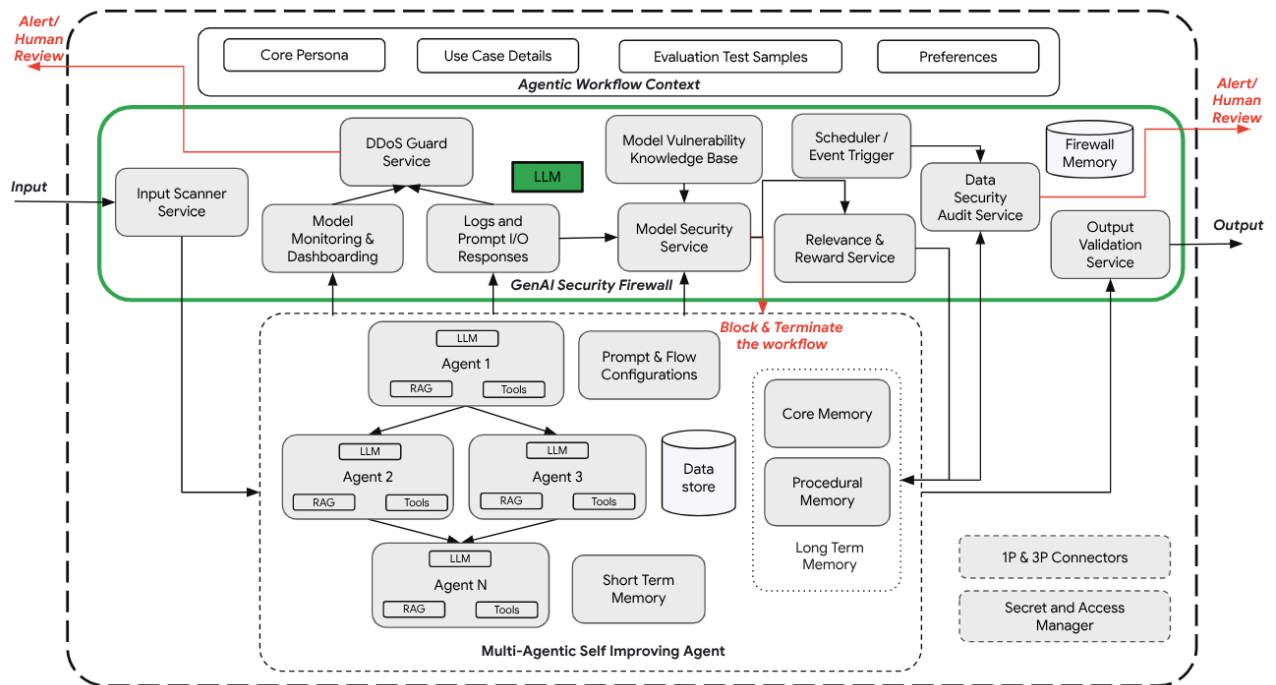 Alert/
Human
Review
Core Persona
Use Case Details
Evaluation Test Samples
Preferences
Agentic Workflow Context
Alert/
Human
Review
Input
Input Scanner
Service
DDoS Guard
Service
LLM
Model Vulnerability
Knowledge Base
Scheduler /
Event Trigger
Firewall
Memory
Model
Monitoring &
Dashboarding
Logs and
Prompt I/O
Responses
Model Security
Service
Relevance &
Reward Service
Data
Security
Audit Service
Output
Validation
Service
Output
GenAI Security Firewall
Block & Terminate
the workflow
LLM
Agent 1
RAG
Tools
Prompt & Flow
Configurations
LLM
Agent 2
RAG
Tools
LLM
Agent 3
RAG
Tools
Data
store
Core Memory
Procedural
Memory
Long Term
Memory
LLM
Agent N
RAG
Tools
Short Term
Memory
1P & 3P Connectors
Secret and Access
Manager
Multi-Agentic Self Improving Agent